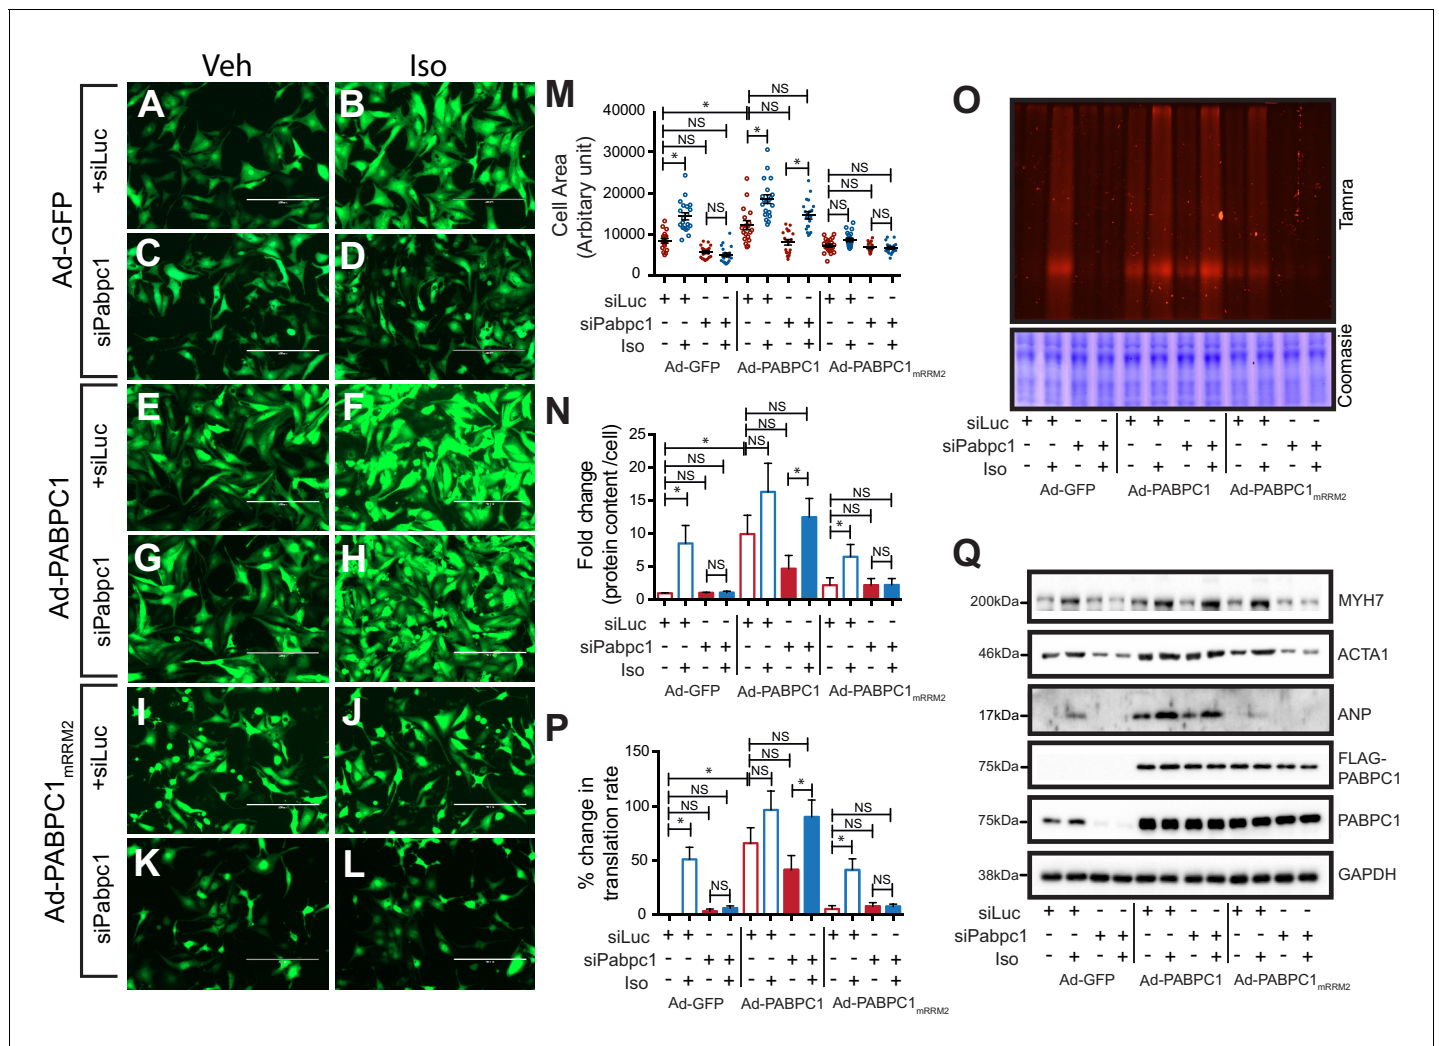 Veh Iso
Ad-GFP
+siLuc
siPabpc1
Ad-PABPC1
+siLuc
siPabpc1
Ad-PABPC1mRRM2
+siLuc
siPabpc1
A B
C D
E F
G H
I J
K L
M
Cell Area
(Arbitary unit)
40000
30000
20000
10000
0
NS
* NS
NS
NS
* NS * * NS NS
NS
NS
NS
NS
siLuc + + - - + + - - + + - -
siPabpc1 - - + + - - + + - - + +
Iso - + - + - + - + - + - +
Ad-GFP Ad-PABPC1 Ad-PABPC1mRRM2
N
Fold change
(protein content /cell)
25
20
15
10
5
0
NS
NS
* NS
NS
NS
* NS * NS
NS
* NS
siLuc + + - - + + - - + + - -
siPabpc1 - - + + - - + + - - + +
Iso - + - + - + - + - + - +
Ad-GFP Ad-PABPC1 Ad-PABPC1mRRM2
P
% change in
translation rate
150
100
50
0
NS
NS
* NS
NS
NS
* NS * NS
NS
* NS
siLuc + + - - + + - - + + - -
siPabpc1 - - + + - - + + - - + +
Iso - + - + - + - + - + - +
Ad-GFP Ad-PABPC1 Ad-PABPC1mRRM2
O
Tamra
Coomasie
siLuc + + - - + + - - + + - -
siPabpc1 - - + + - - + + - - + +
Iso - + - + - + - + - + - +
Ad-GFP Ad-PABPC1 Ad-PABPC1mRRM2
Q
200kDa MYH7
46kDa ACTA1
17kDa ANP
75kDa FLAG-
PABPC1
75kDa PABPC1
38kDa GAPDH
siLuc + + - - + + - - + + - -
siPabpc1 - - + + - - + + - - + +
Iso - + - + - + - + - + - +
Ad-GFP Ad-PABPC1 Ad-PABPC1mRRM2